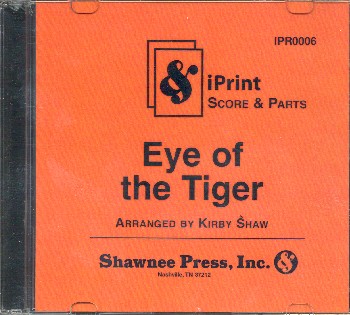 IPR0006
&
iPrint
SCORE & PARTS
Eye of
the Tiger
ARRANGED BY KIRBY SHAW
Shawnee Press, Inc.
Nashville, TN 37212